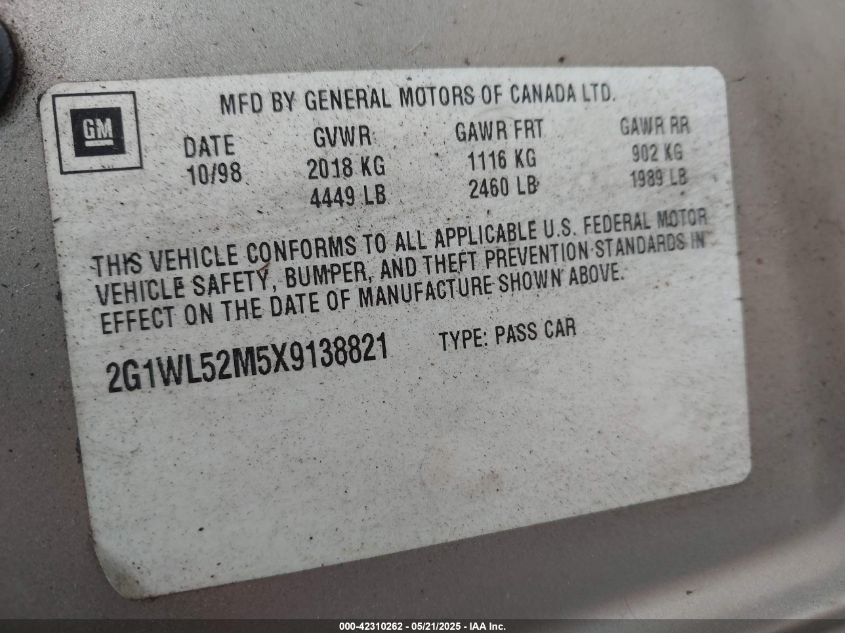 MFD BY GENERAL MOTORS OF CANADA LTD.
GM
DATE GVWR GAWR FRT GAWR RR
10/98 2018 KG 1116 KG 902 KG
4449 LB 2460 LB 1989 LB
THIS VEHICLE CONFORMS TO ALL APPLICABLE U.S. FEDERAL MOTOR
VEHICLE SAFETY, BUMPER, AND THEFT PREVENTION STANDARDS IN
EFFECT ON THE DATE OF MANUFACTURE SHOWN ABOVE.
2G1WL52M5X9138821 TYPE: PASS CAR
000-42310262 - 05/21/2025 - IAA Inc.